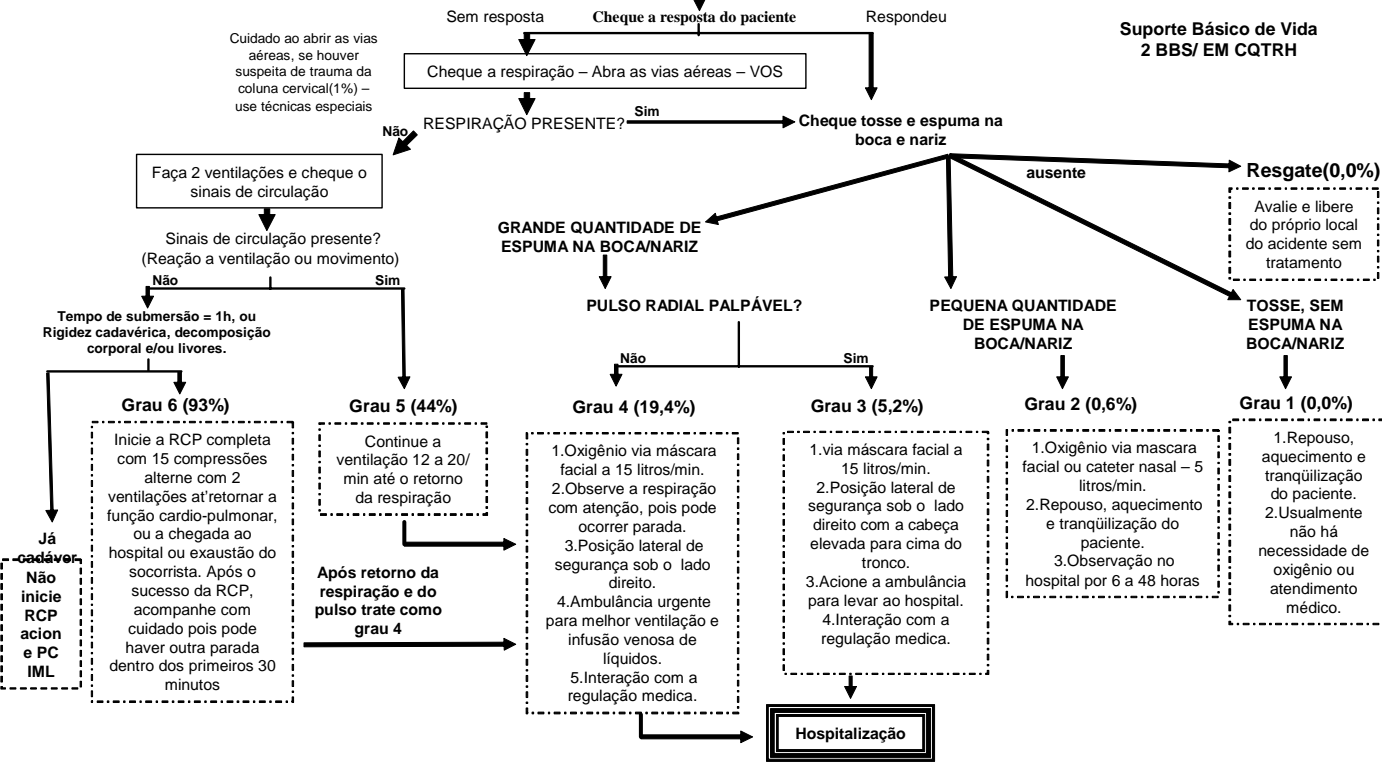 Sem resposta
Cheque a resposta do paciente
Respondeu
Suporte Básico de Vida
2 BBS/ EM CQTRH
Cuidado ao abrir as vias
aéreas, se houver
suspeita de trauma da
coluna cervical(1%) –
use técnicas especiais
Cheque a respiração – Abra as vias aéreas – VOS
RESPIRAÇÃO PRESENTE?
Sim
Não
Cheque tosse e espuma na
boca e nariz
Faça 2 ventilações e cheque o
sinais de circulação
ausente
Resgate(0,0%)
Avalie e libere
do próprio local
do acidente sem
tratamento
Sinais de circulação presente?
(Reação a ventilação ou movimento)
Não
Sim
GRANDE QUANTIDADE DE
ESPUMA NA BOCA/NARIZ
PULSO RADIAL PALPÁVEL?
PEQUENA QUANTIDADE
DE ESPUMA NA
BOCA/NARIZ
TOSSE, SEM
ESPUMA NA
BOCA/NARIZ
Tempo de submersão = 1h, ou
Rigidez cadavérica, decomposição
corporal e/ou livores.
Não
Sim
Grau 6 (93%)
Inicie a RCP completa
com 15 compressões
alterne com 2
ventilações at’retornar a
função cardio-pulmonar,
ou a chegada ao
hospital ou exaustão do
socorrista. Após o
sucesso da RCP,
acompanhe com
cuidado pois pode
haver outra parada
dentro dos primeiros 30
minutos
Grau 5 (44%)
Continue a
ventilação 12 a 20/
min até o retorno
da respiração
Grau 4 (19,4%)
1.Oxigênio via máscara
facial a 15 litros/min.
2.Observe a respiração
com atenção, pois pode
ocorrer parada.
3.Posição lateral de
segurança sob o lado
direito.
4.Ambulância urgente
para melhor ventilação e
infusão venosa de
líquidos.
5.Interação com a
regulação medica.
Grau 3 (5,2%)
1.via máscara facial a
15 litros/min.
2.Posição lateral de
segurança sob o lado
direito com a cabeça
elevada para cima do
tronco.
3.Acione a ambulância
para levar ao hospital.
4.Interação com a
regulação medica.
Grau 2 (0,6%)
1.Oxigênio via mascara
facial ou cateter nasal – 5
litros/min.
2.Repouso, aquecimento
e tranqüilização do
paciente.
3.Observação no
hospital por 6 a 48 horas
Grau 1 (0,0%)
1.Repouso,
aquecimento e
tranqüilização
do paciente.
2.Usualmente
não há
necessidade de
oxigênio ou
atendimento
médico.
Já
cadáver
Não
inicie
RCP
acion
e PC
IML
Após retorno da
respiração e do
pulso trate como
grau 4
Hospitalização